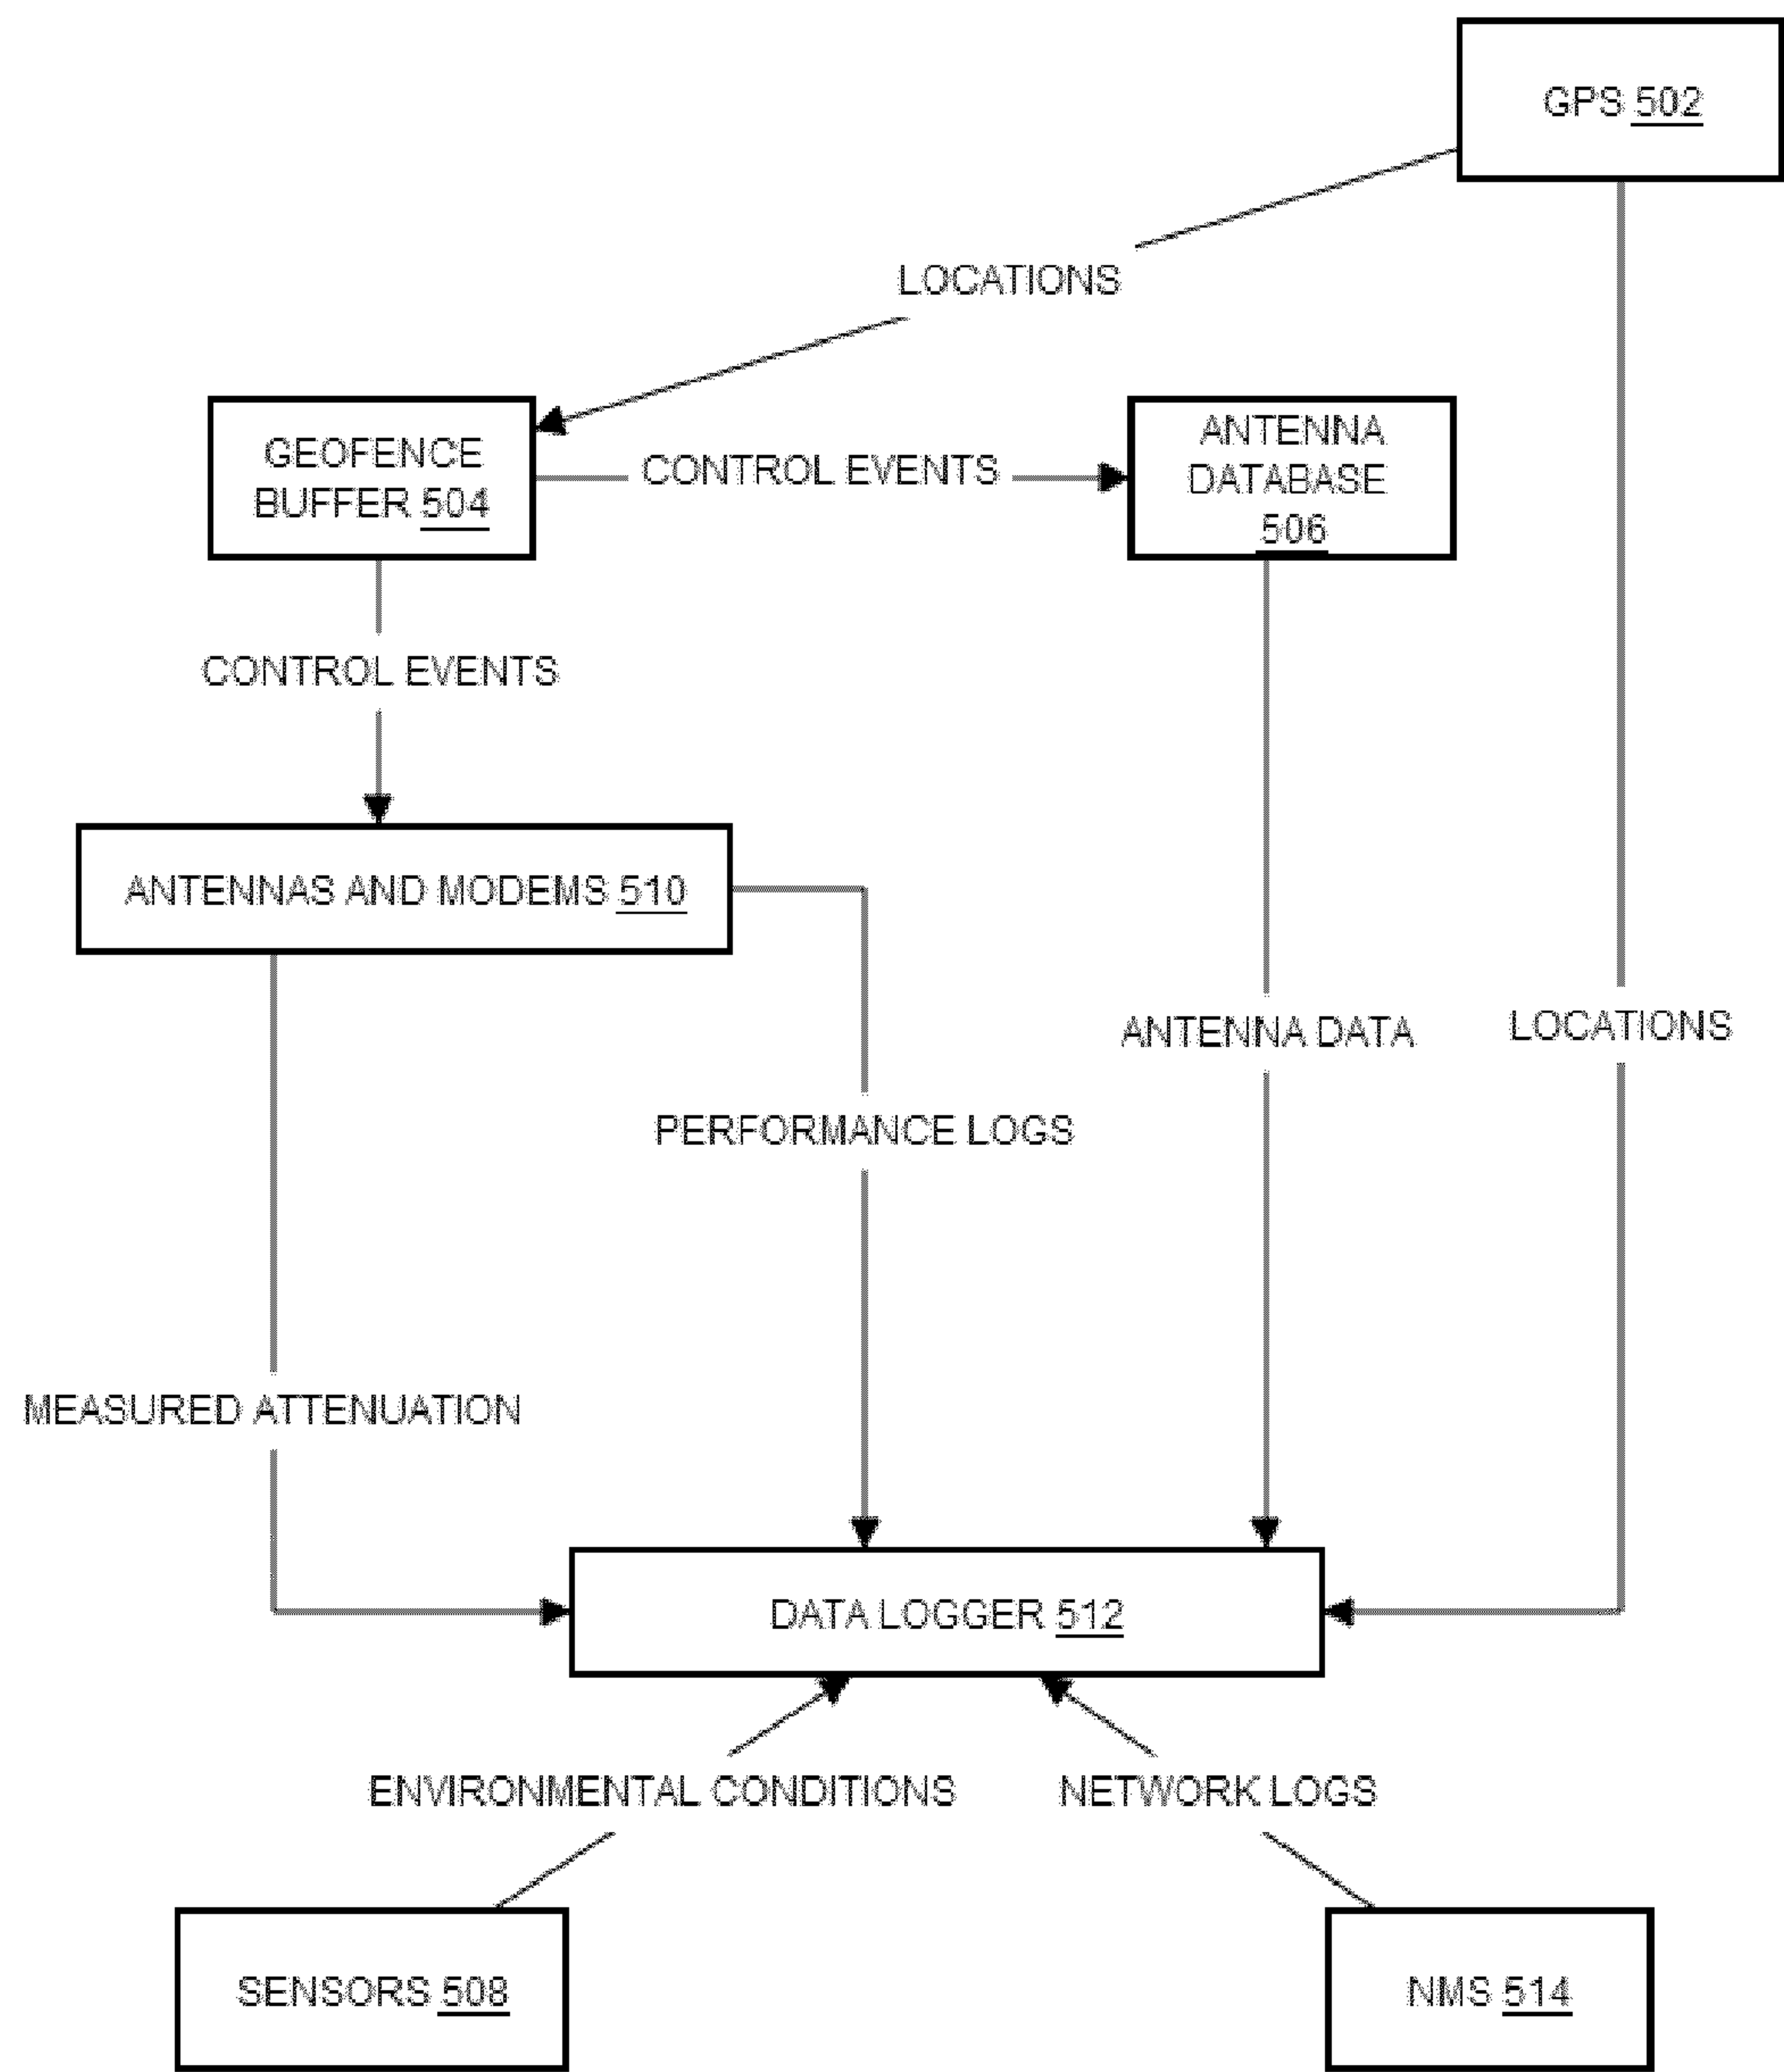 GPS 502
LOCATIONS
GEOFENCE
BUFFER 504
CONTROL EVENTS
ANTENNA
DATABASE
506
CONTROL EVENTS
ANTENNAS AND MODEMS 510
ANTENNA DATA
LOCATIONS
PERFORMANCE LOGS
MEASURED ATTENUATION
DATA LOGGER 512
ENVIRONMENTAL CONDITIONS
NETWORK LOGS
SENSORS 508
NMS 514